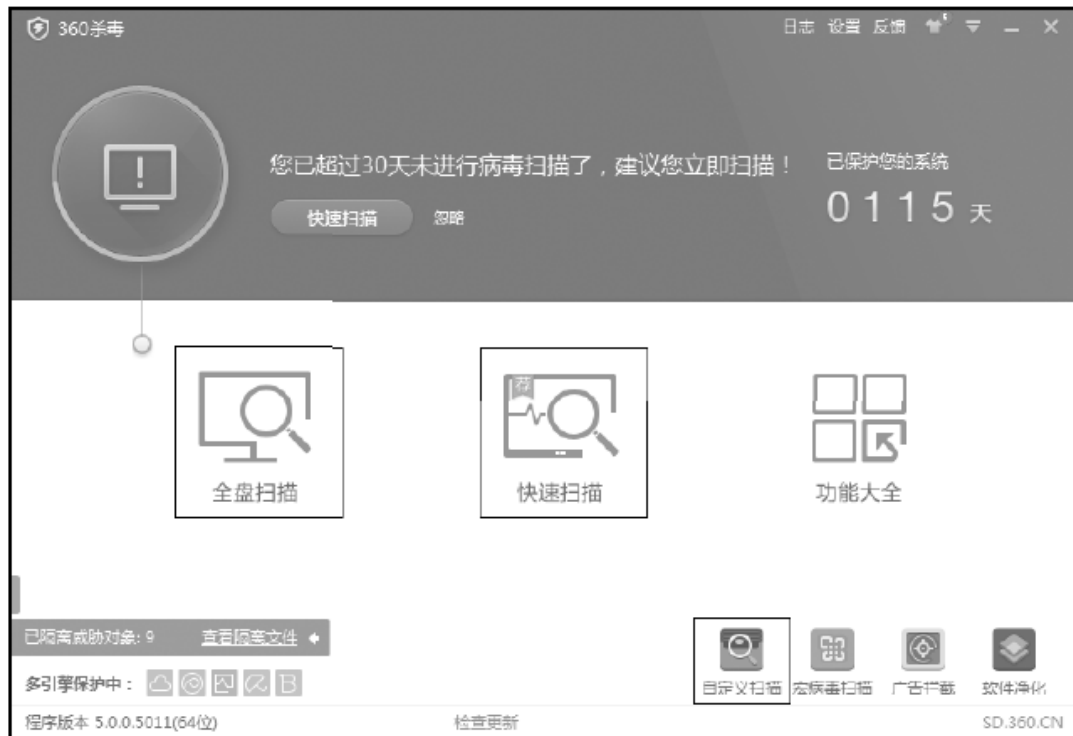 360杀毒
日志 设置 反馈
您已超过30天未进行病毒扫描了，建议您立即扫描！
快速扫描 忽略
已保护您的系统
0115 天
全盘扫描
荐
快速扫描
功能大全
已隔离威胁对象: 9 查看隔离文件
多引擎保护中：
自定义扫描 宏病毒扫描 广告拦截 软件净化
程序版本 5.0.0.5011(64位) 检查更新 SD.360.CN